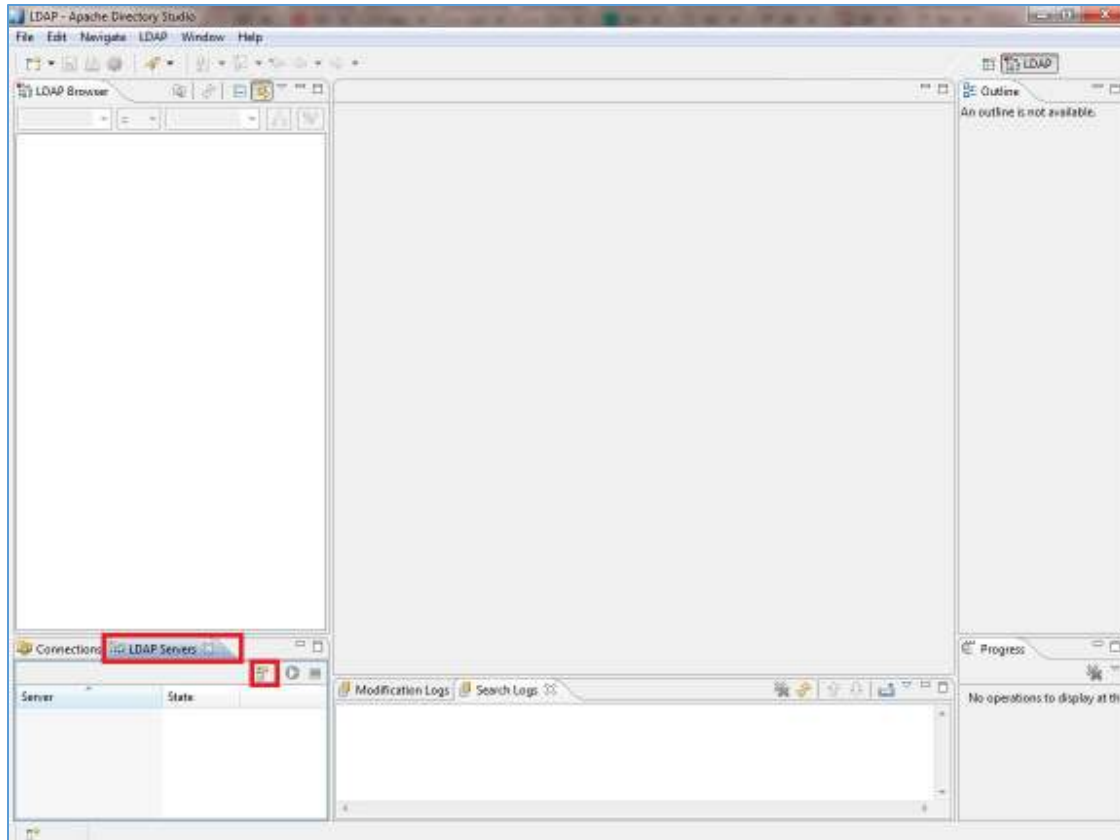 LDAP - Apache Directory Studio
File Edit Navigate LDAP Window Help
LDAP
LDAP Browser
=
Outline
An outline is not available.
Connections
LDAP Servers
Server
State
Modification Logs
Search Logs
Progress
No operations to display at th